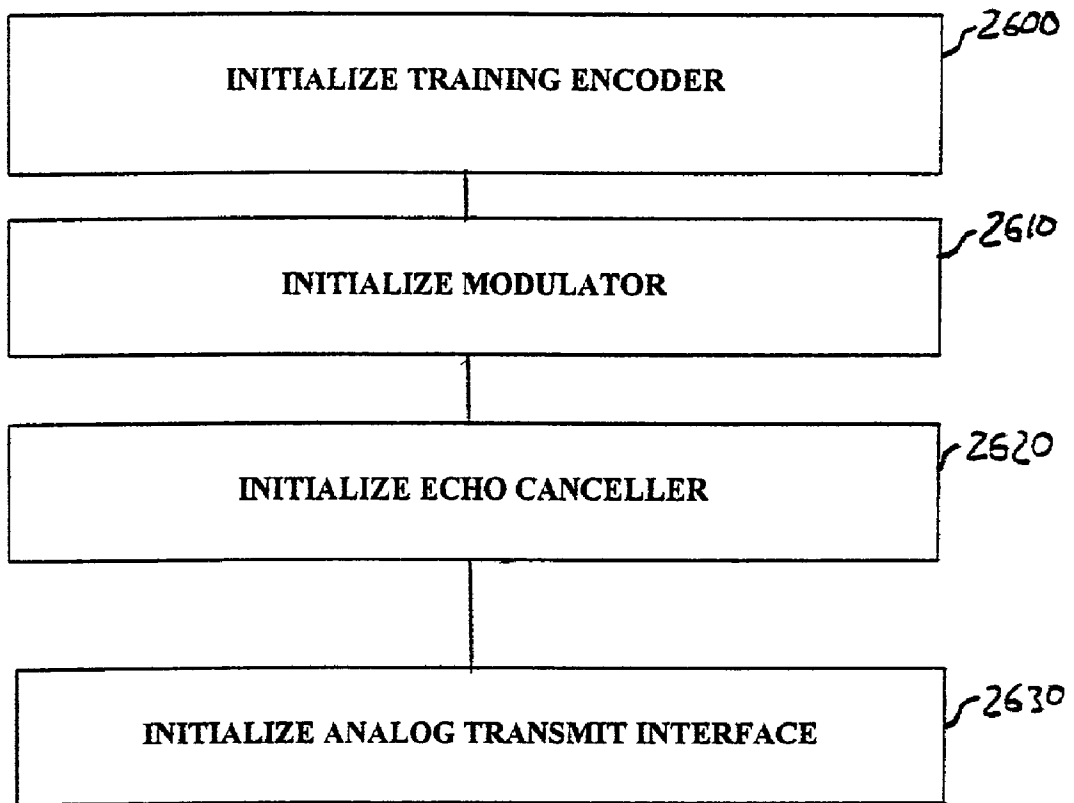 2600
INITIALIZE TRAINING ENCODER
2610
INITIALIZE MODULATOR
2620
INITIALIZE ECHO CANCELLER
2630
INITIALIZE ANALOG TRANSMIT INTERFACE